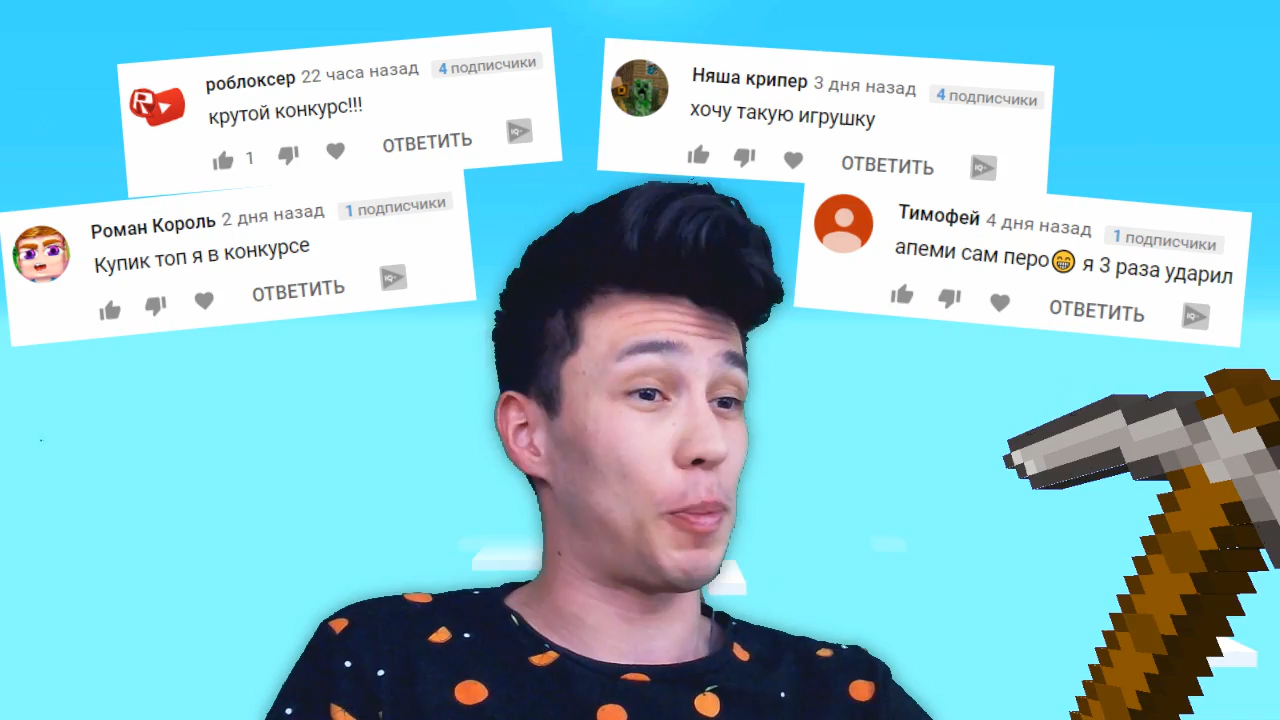 роблоксер 22 часа назад 4 подписчики
крутой конкурс!!!
1 ОТВЕТИТЬ
Няша крипер 3 дня назад 4 подписчики
хочу такую игрушку
ОТВЕТИТЬ
Роман Король 2 дня назад 1 подписчики
Купик топ я в конкурсе
ОТВЕТИТЬ
Тимофей 4 дня назад 1 подписчики
апеми сам перо😁 я 3 раза ударил
ОТВЕТИТЬ